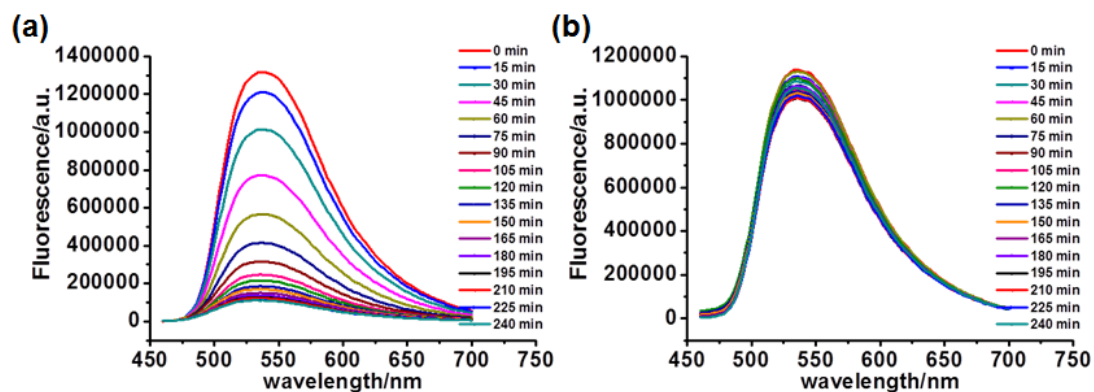 (a)
Fluorescence/a.u.
1400000
1200000
1000000
800000
600000
400000
200000
0
450 500 550 600 650 700 750
wavelength/nm
0 min
15 min
30 min
45 min
60 min
75 min
90 min
105 min
120 min
135 min
150 min
165 min
180 min
195 min
210 min
225 min
240 min
(b)
Fluorescence/a.u.
1200000
1000000
800000
600000
400000
200000
0
450 500 550 600 650 700 750
wavelength/nm
0 min
15 min
30 min
45 min
60 min
75 min
90 min
105 min
120 min
135 min
150 min
165 min
180 min
195 min
210 min
225 min
240 min